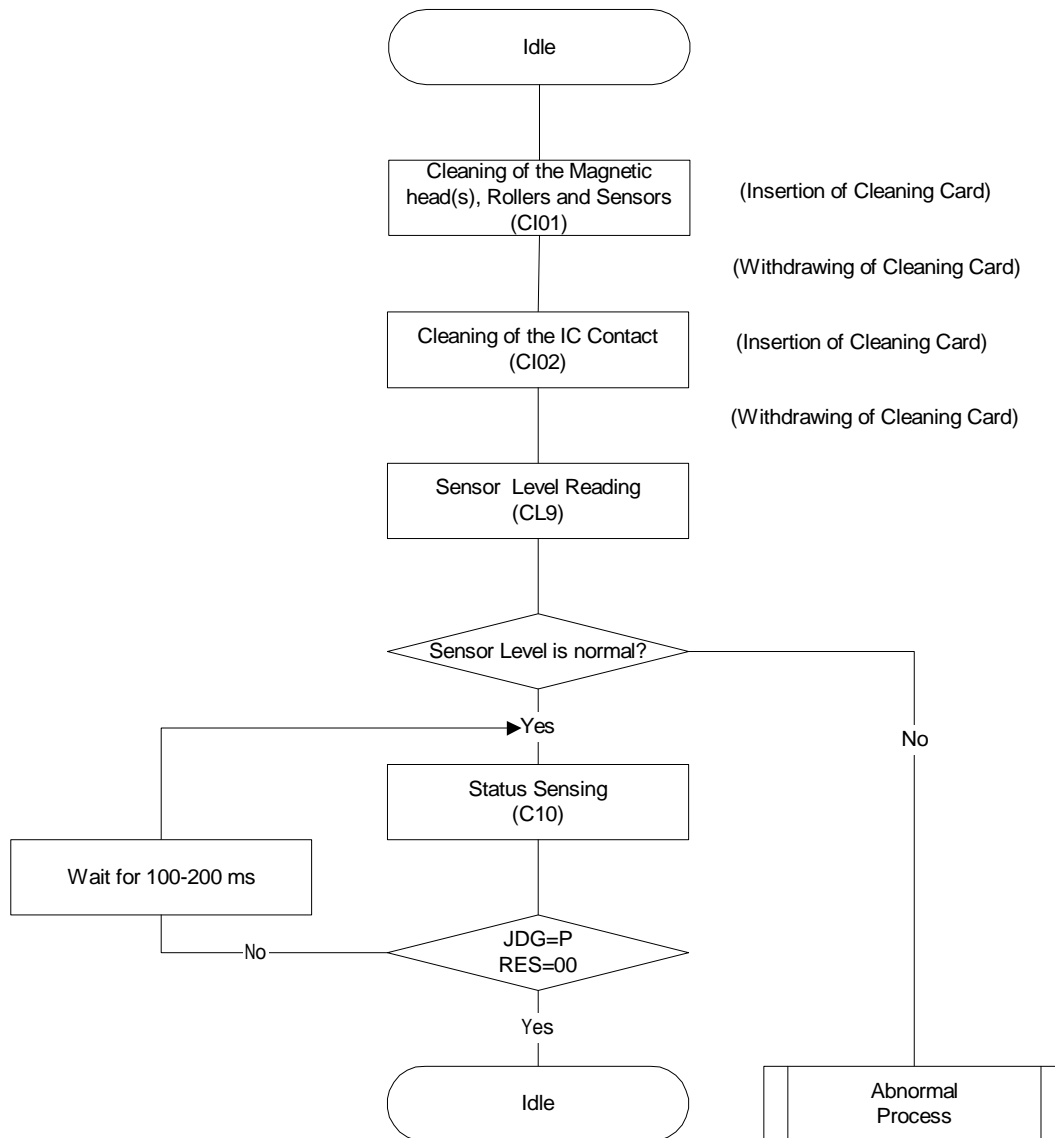 Idle
Cleaning of the Magnetic
head(s), Rollers and Sensors
(CI01)
(Insertion of Cleaning Card)
(Withdrawing of Cleaning Card)
Cleaning of the IC Contact
(CI02)
(Insertion of Cleaning Card)
(Withdrawing of Cleaning Card)
Sensor Level Reading
(CL9)
Sensor Level is normal?
Yes
No
Status Sensing
(C10)
Wait for 100-200 ms
JDG=P
RES=00
No
Yes
Idle
Abnormal
Process